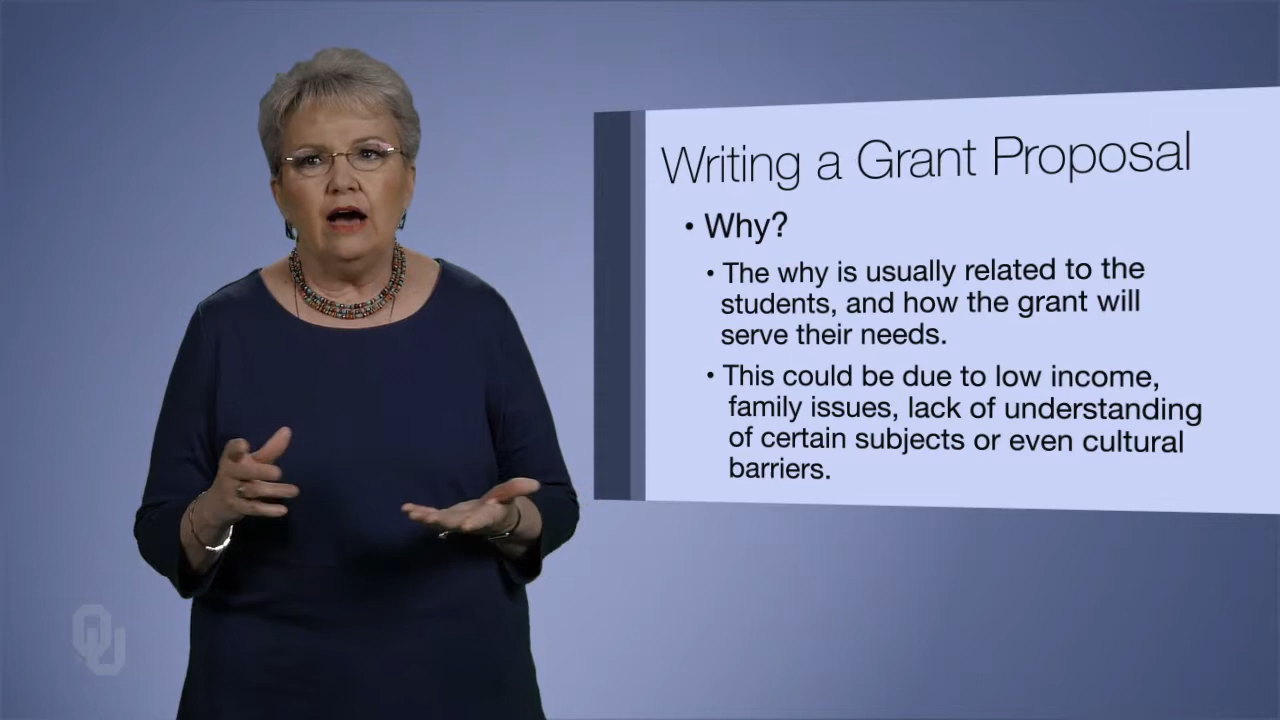 Writing a Grant Proposal
• Why?
• The why is usually related to the
students, and how the grant will
serve their needs.
• This could be due to low income,
family issues, lack of understanding
of certain subjects or even cultural
barriers.
OU